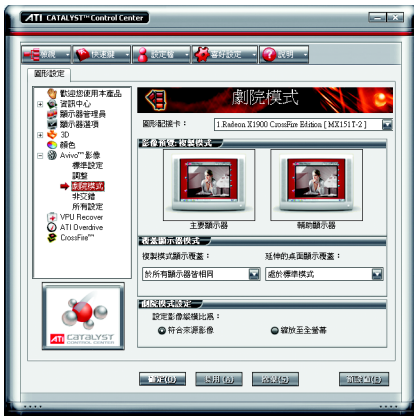 ATI CATALYST™ Control Center
檢視
快速鍵
設定檔
喜好設定
說明
圖形設定
歡迎您使用本產品
資訊中心
顯示器管理員
顯示器選項
3D
顏色
Avivo™ 影像
標準設定
調整
劇院模式
非交錯
所有設定
VPU Recover
ATI Overdrive
CrossFire™
ATI CATALYST
CONTROL CENTER
劇院模式
圖形配接卡：
1.Radeon X1900 CrossFire Edition [ MX151T-2 ]
影像預覽: 複製模式
主要顯示器
輔助顯示器
覆蓋顯示器模式
複製模式顯示覆蓋：
延伸的桌面顯示覆蓋：
於所有顯示器皆相同
處於標準模式
劇院模式設定
設定影像縱橫比為：
符合來源影像
縮放至全螢幕
確定(O)
套用(A)
預設值(D)